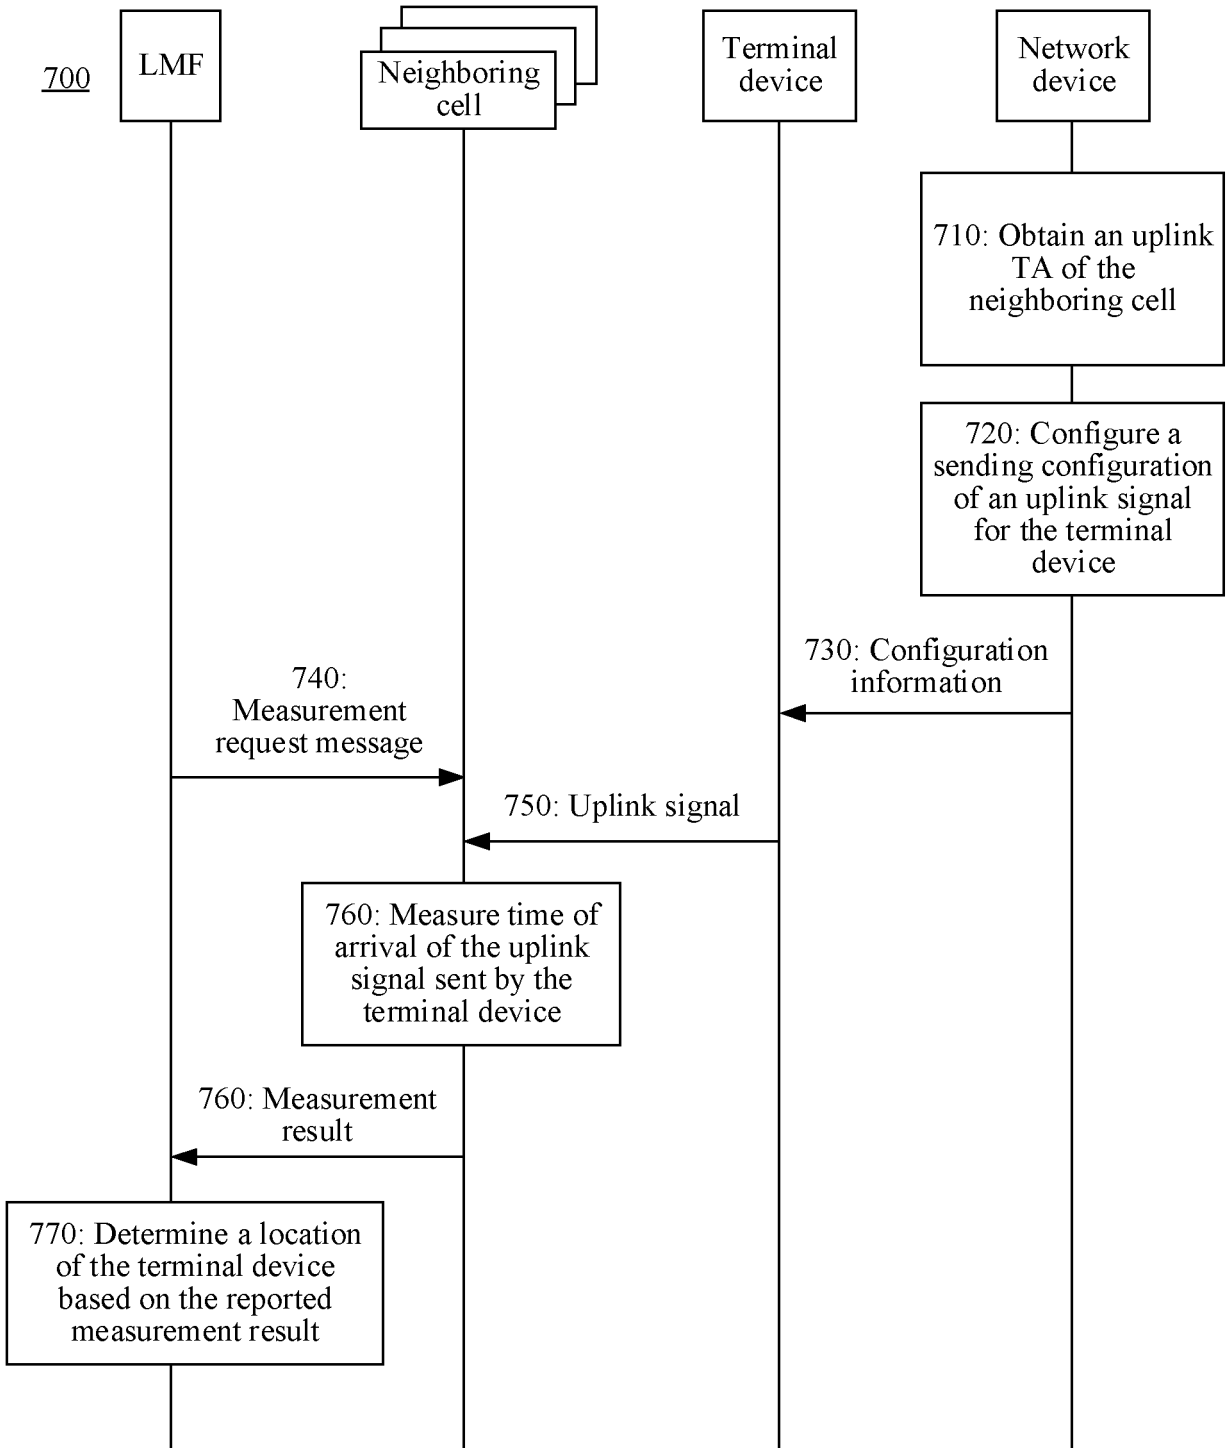 700
LMF
Neighboring
cell
Terminal
device
Network
device
710: Obtain an uplink
TA of the
neighboring cell
720: Configure a
sending configuration
of an uplink signal
for the terminal
device
730: Configuration
information
740:
Measurement
request message
750: Uplink signal
760: Measure time of
arrival of the uplink
signal sent by the
terminal device
760: Measurement
result
770: Determine a location
of the terminal device
based on the reported
measurement result